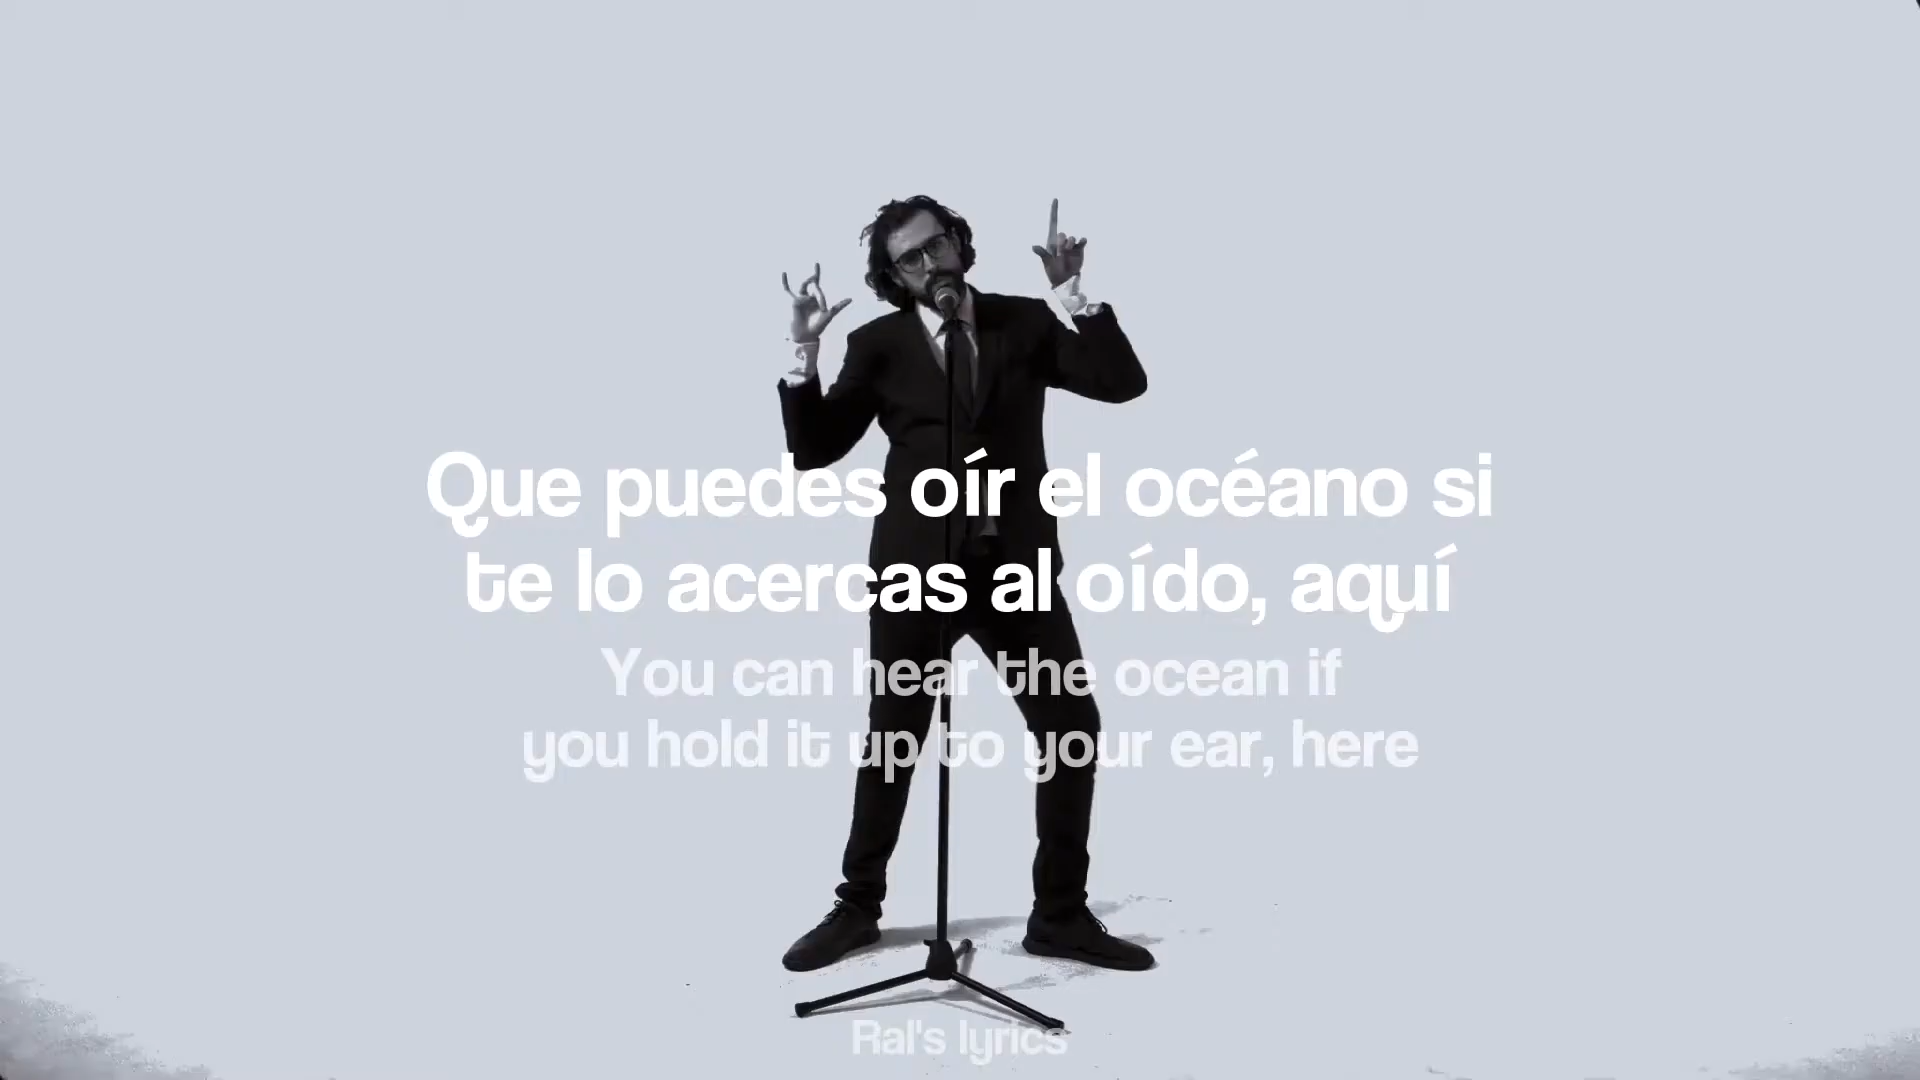 Que puedes oír el océano si
te lo acercas al oído, aquí
You can hear the ocean if
you hold it up to your ear, here
Ral's lyrics